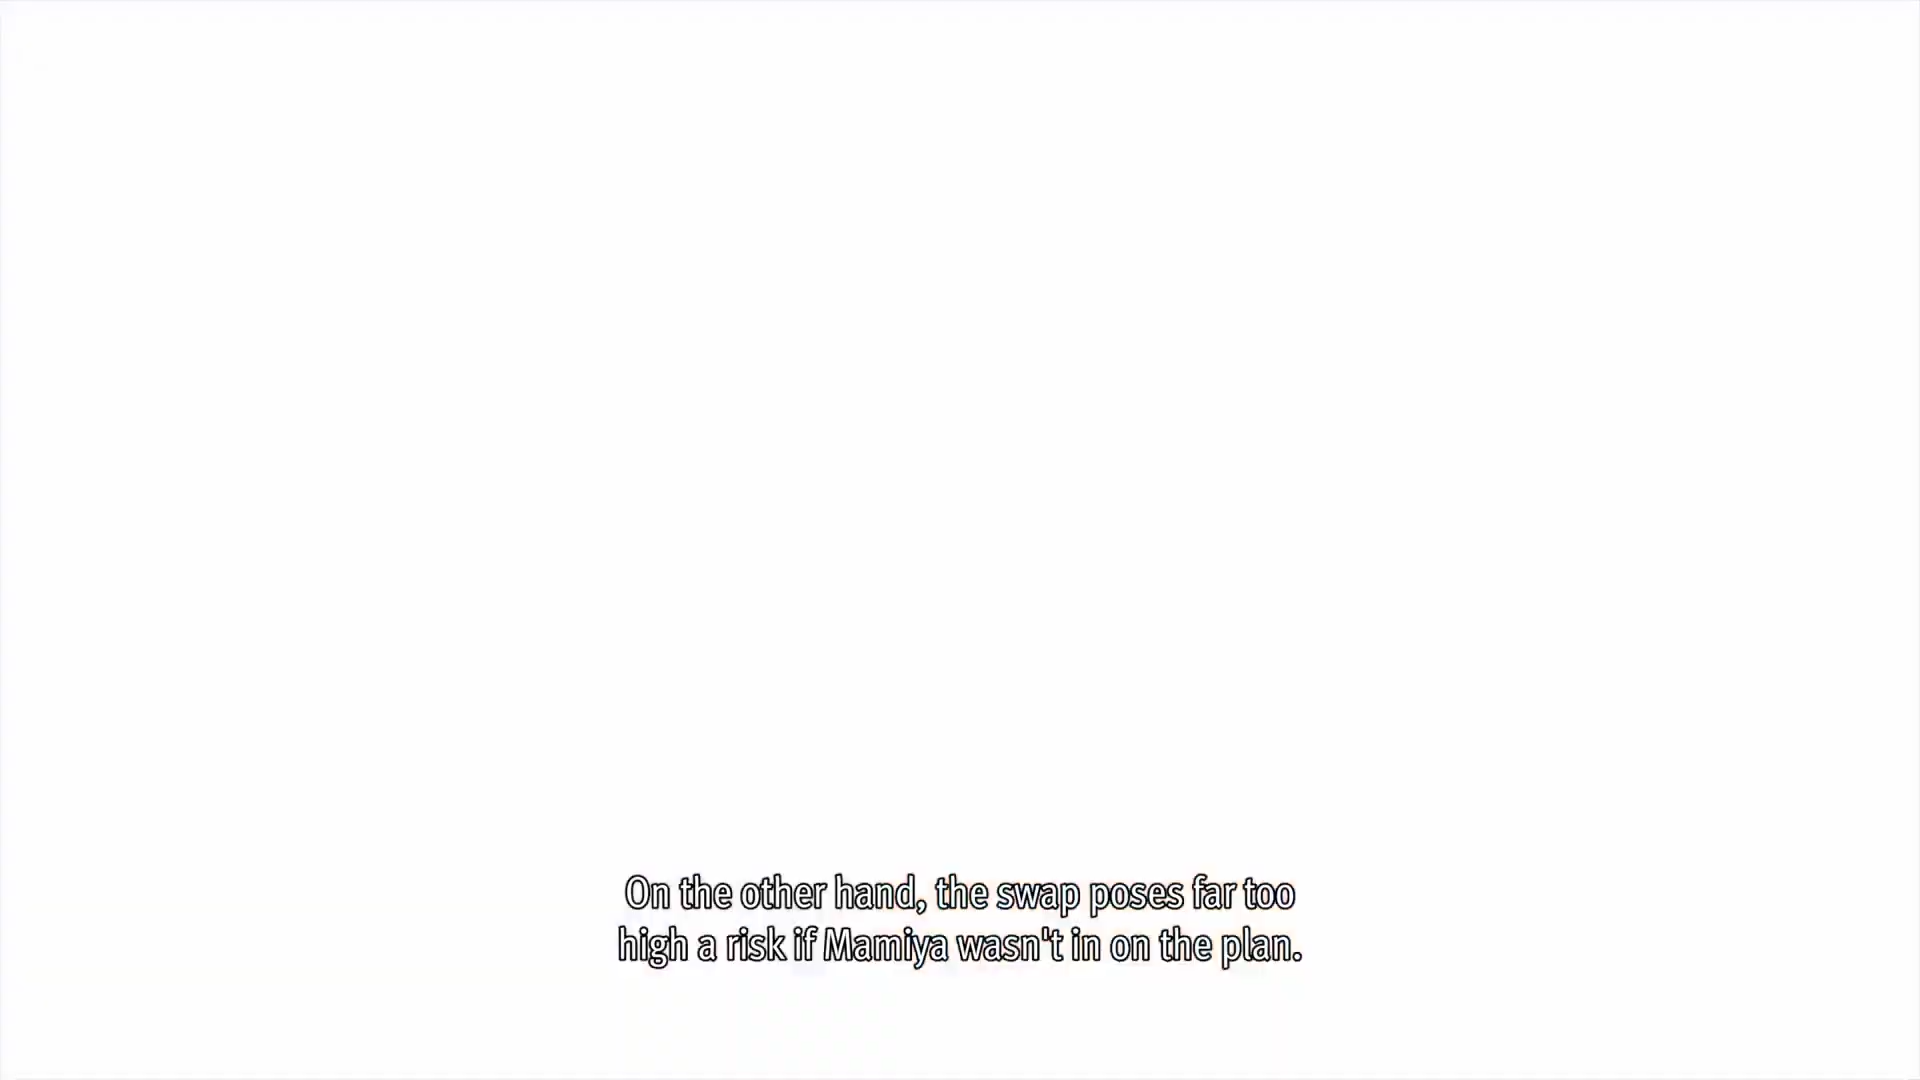 On the other hand, the swap poses far too
high a risk if Mamiya wasn't in on the plan.